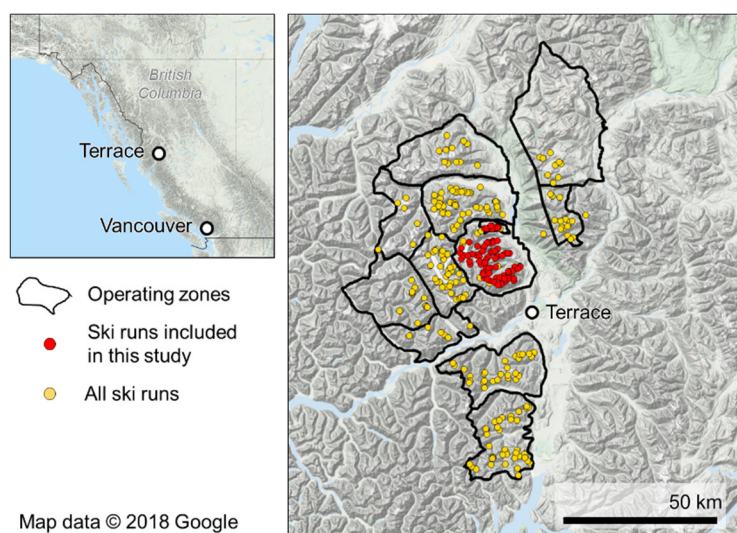 British
Columbia
Terrace
Vancouver
Operating zones
Ski runs included
in this study
All ski runs
Map data © 2018 Google
Terrace
50 km